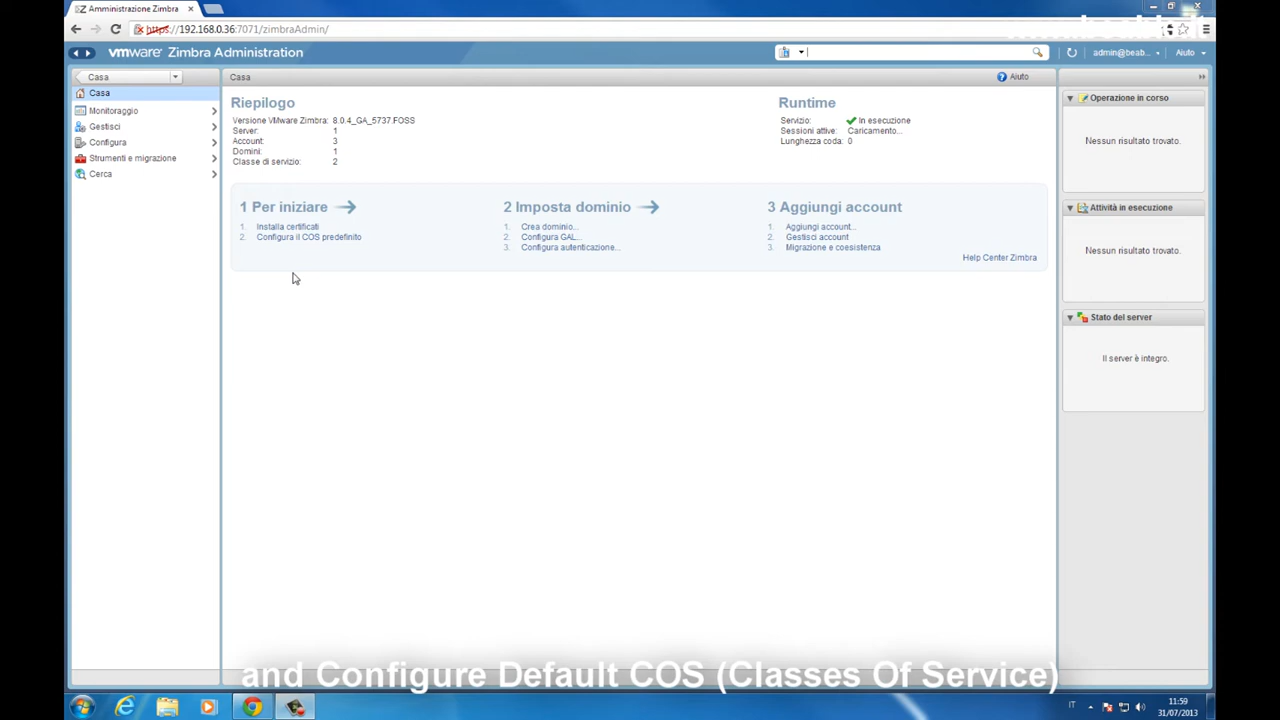 Amministrazione Zimbra
https://192.168.0.36:7071/zimbraAdmin/
vmware Zimbra Administration
admin@beab...
Aiuto
Casa
Casa
Aiuto
Casa
Monitoraggio
Gestisci
Configura
Strumenti e migrazione
Cerca
Riepilogo
Versione VMware Zimbra: 8.0.4_GA_5737.FOSS
Server: 1
Account: 3
Domini: 1
Classe di servizio: 2
Runtime
Servizio: In esecuzione
Sessioni attive: Caricamento...
Lunghezza coda: 0
1 Per iniziare
1. Installa certificati
2. Configura il COS predefinito
2 Imposta dominio
1. Crea dominio...
2. Configura GAL...
3. Configura autenticazione...
3 Aggiungi account
1. Aggiungi account...
2. Gestisci account
3. Migrazione e coesistenza
Help Center Zimbra
Operazione in corso
Nessun risultato trovato.
Attività in esecuzione
Nessun risultato trovato.
Stato del server
Il server è integro.
and Configure Default COS (Classes Of Service)
IT
11:59
31/07/2013